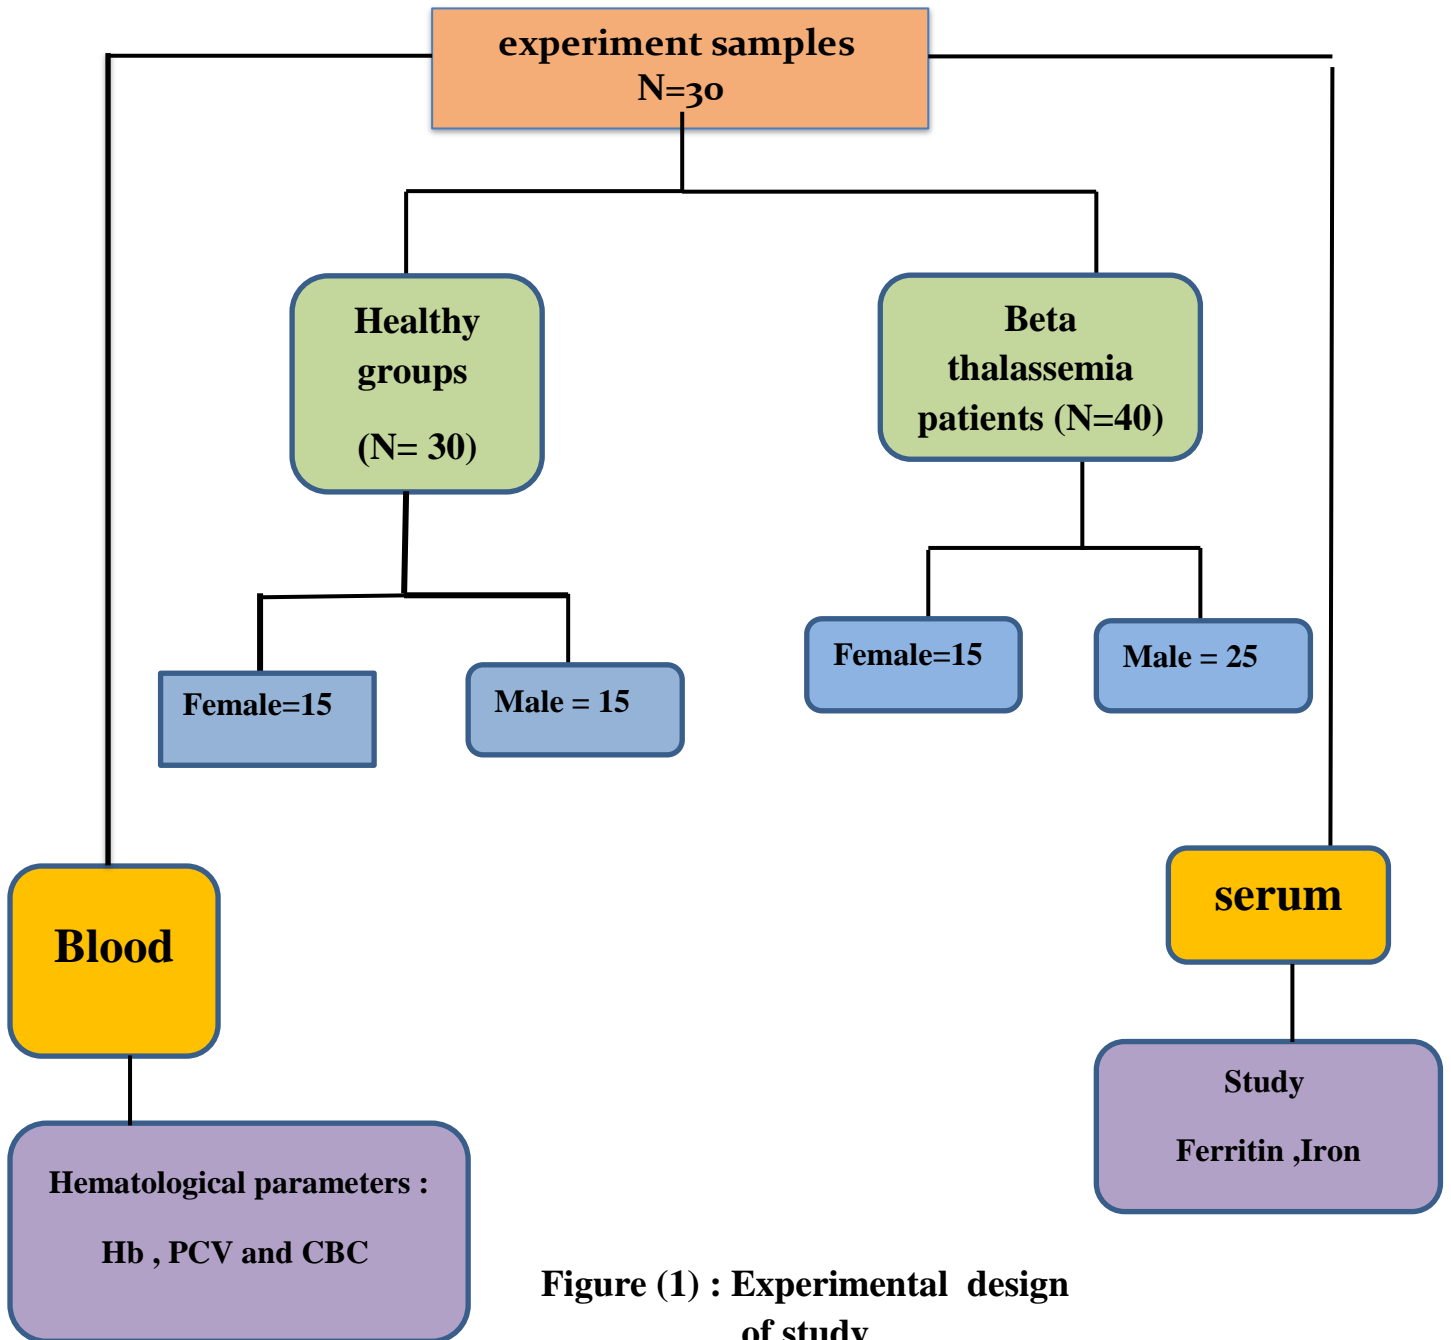 experiment samples
N=30
Healthy
groups
(N= 30)
Beta
thalassemia
patients (N=40)
Female=15
Male = 15
Female=15
Male = 25
Blood
serum
Hematological parameters :
Hb , PCV and CBC
Study
Ferritin ,Iron
Figure (1) : Experimental design
of study